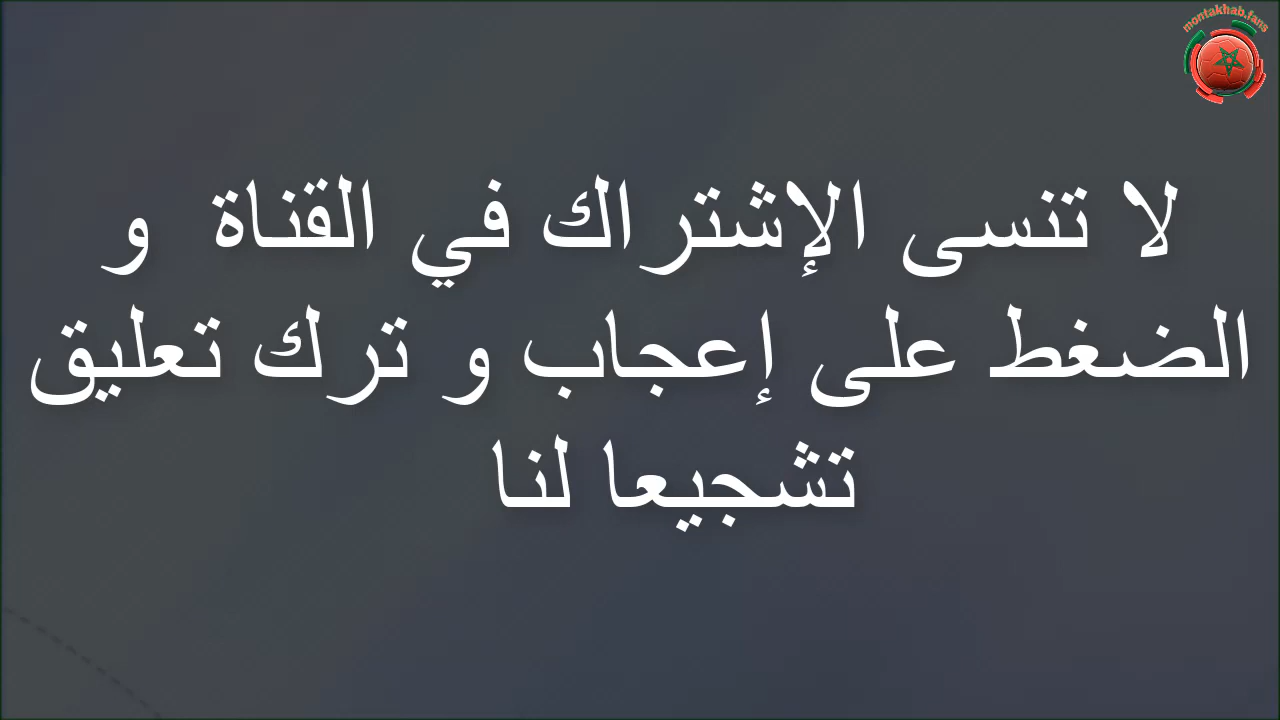 montakhab.fans
لا تنسى الإشتراك في القناة و
الضغط على إعجاب و ترك تعليق
تشجيعا لنا